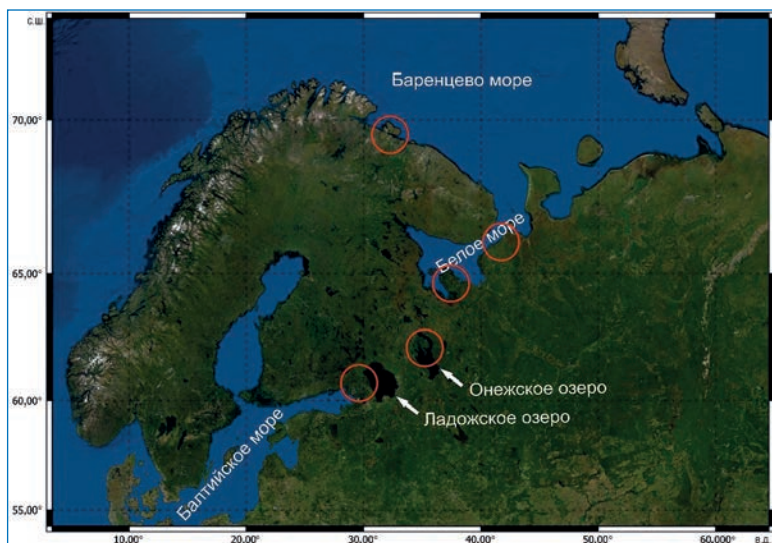 с.ш.
Баренцево море
70,00°
Белое море
65,00°
Онежское озеро
60,00°
Ладожское озеро
Балтийское море
55,00°
10,00° 20,00° 30,00° 40,00° 50,00° 60,000° в.д.